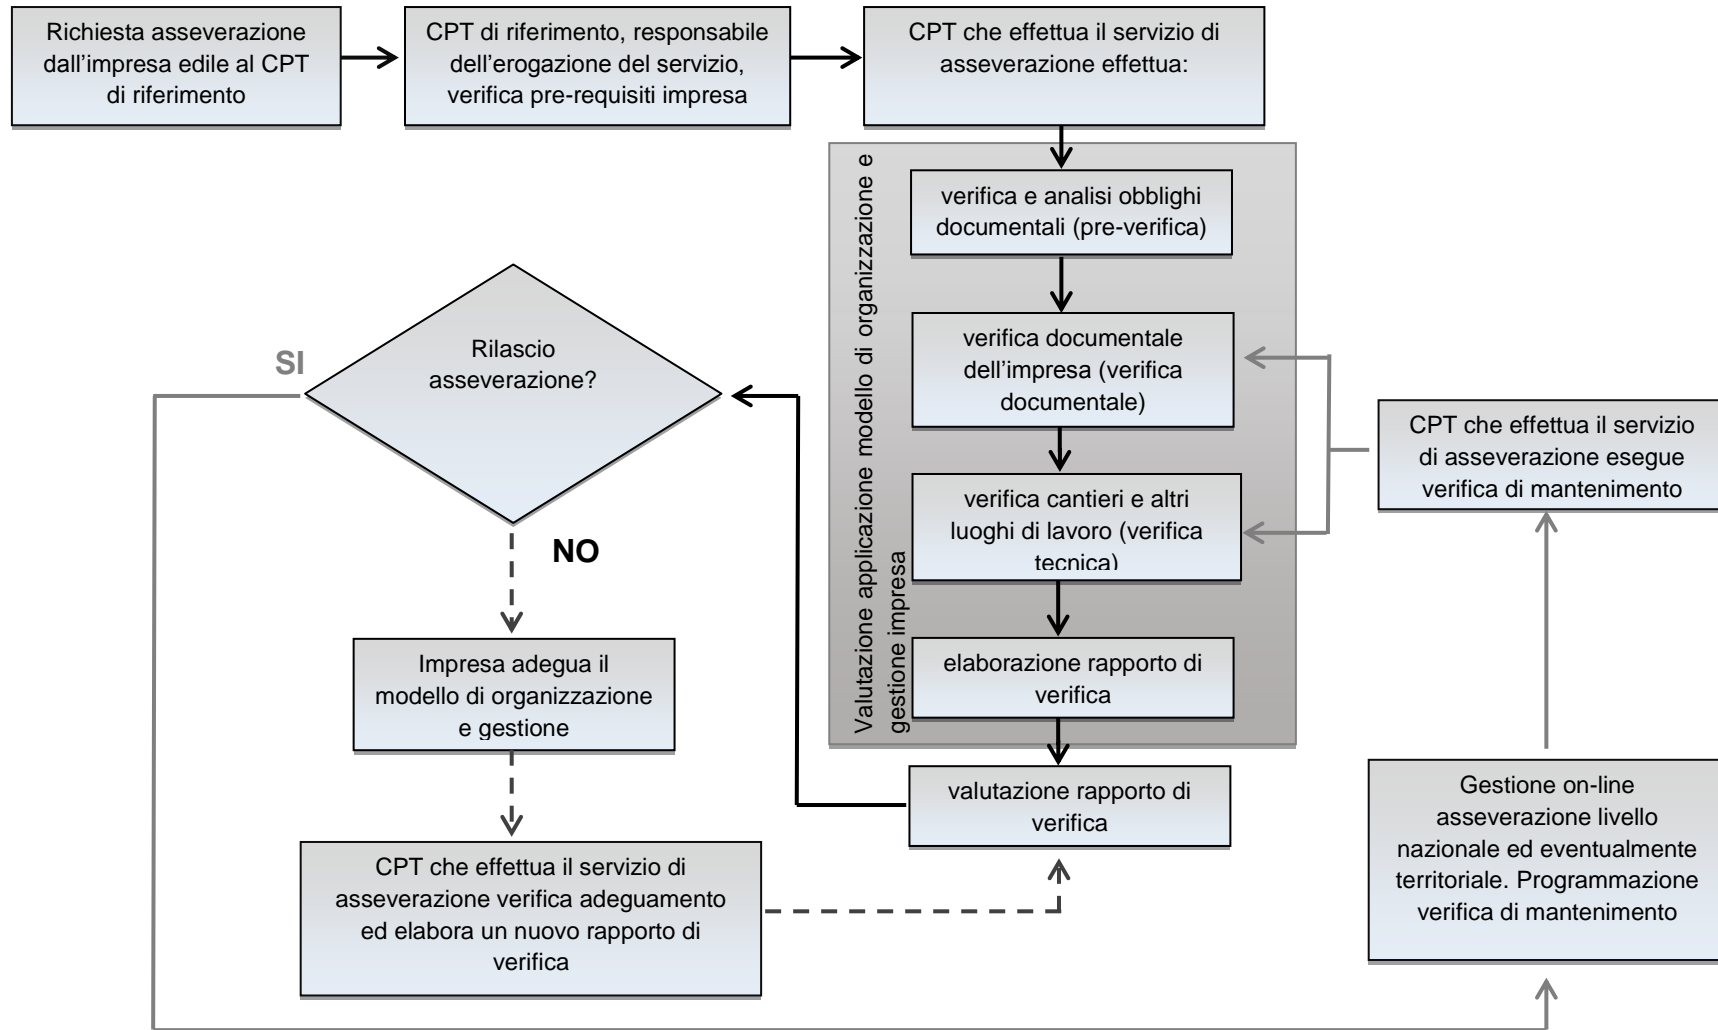 Richiesta asseverazione
dall'impresa edile al CPT
di riferimento
CPT di riferimento, responsabile
dell'erogazione del servizio,
verifica pre-requisiti impresa
CPT che effettua il servizio di
asseverazione effettua:
Valutazione applicazione modello di organizzazione e
gestione impresa
verifica e analisi obblighi
documentali (pre-verifica)
verifica documentale
dell'impresa (verifica
documentale)
verifica cantieri e altri
luoghi di lavoro (verifica
tecnica)
elaborazione rapporto di
verifica
valutazione rapporto di
verifica
Rilascio
asseverazione?
SI
NO
Impresa adegua il
modello di organizzazione
e gestione
CPT che effettua il servizio di
asseverazione verifica adeguamento
ed elabora un nuovo rapporto di
verifica
CPT che effettua il servizio
di asseverazione esegue
verifica di mantenimento
Gestione on-line
asseverazione livello
nazionale ed eventualmente
territoriale. Programmazione
verifica di mantenimento